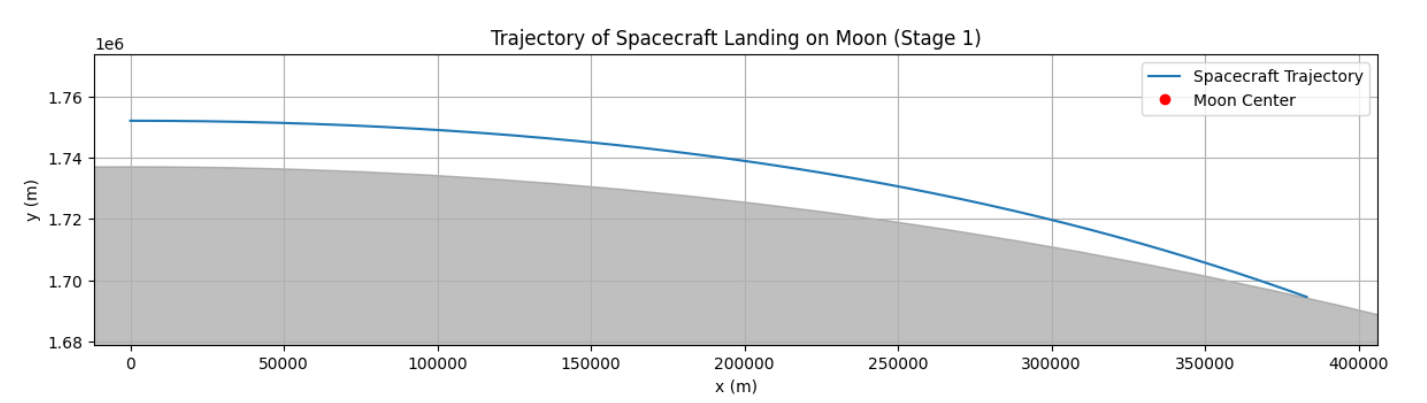 Trajectory of Spacecraft Landing on Moon (Stage 1)
1e6
Spacecraft Trajectory
Moon Center
1.76
1.74
1.72
1.70
1.68
y (m)
0 50000 100000 150000 200000 250000 300000 350000 400000
x (m)